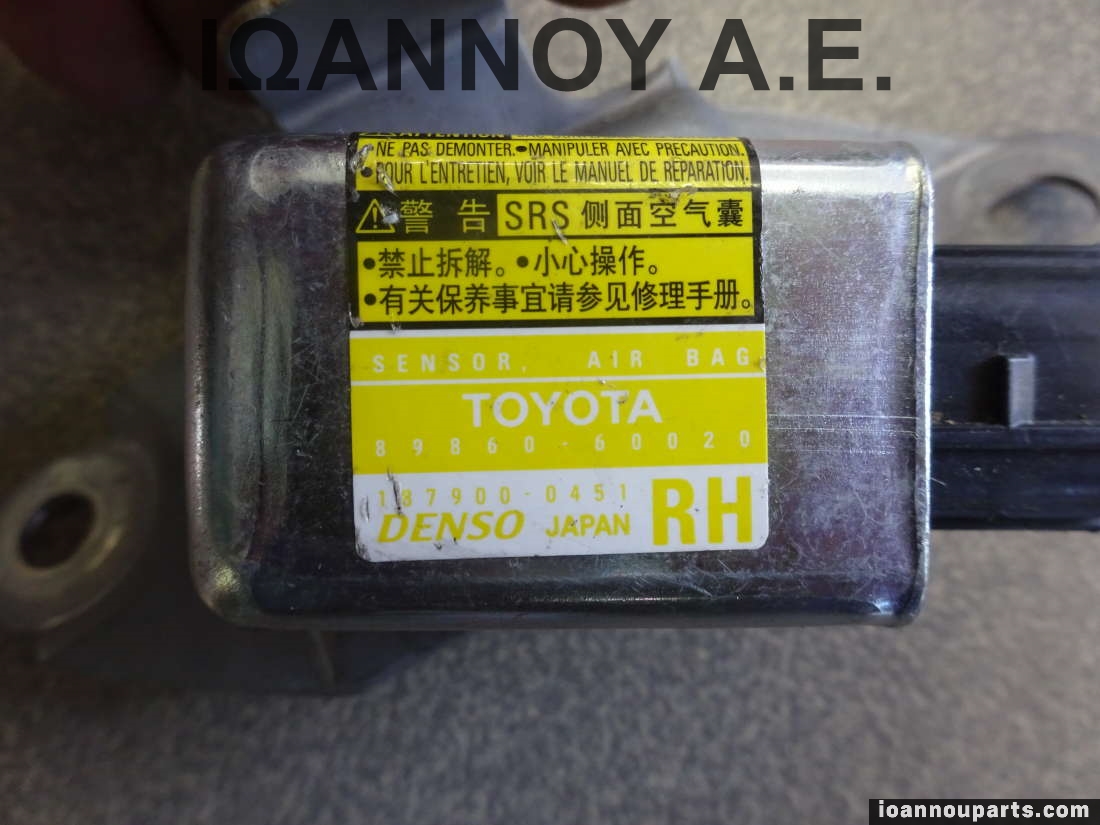 ΙΩΑΝΝΟΥ Α.Ε.
ATTENTION
NE PAS DEMONTER. •MANIPULER AVEC PRECAUTION.
•POUR L'ENTRETIEN, VOIR LE MANUEL DE REPARATION.
警 告 SRS 侧面空气囊
•禁止拆解。•小心操作。
•有关保养事宜请参见修理手册。
SENSOR, AIR BAG
TOYOTA
89860-60020
187900-0451
DENSO JAPAN RH
ioannouparts.com